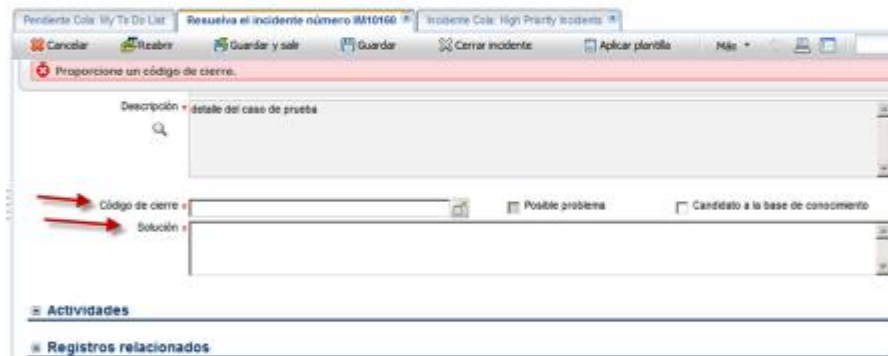 Pendiente Cola: My To Do List
Resuelva el incidente número IM10160
Incidente Cola: High Priority Incidents
Cancelar Reabrir Guardar y salir Guardar Cerrar incidente Aplicar plantilla Más
Proporcione un código de cierre.
Descripción detalle del caso de prueba
Código de cierre Posible problema Candidato a la base de conocimiento
Solución
Actividades
Registros relacionados